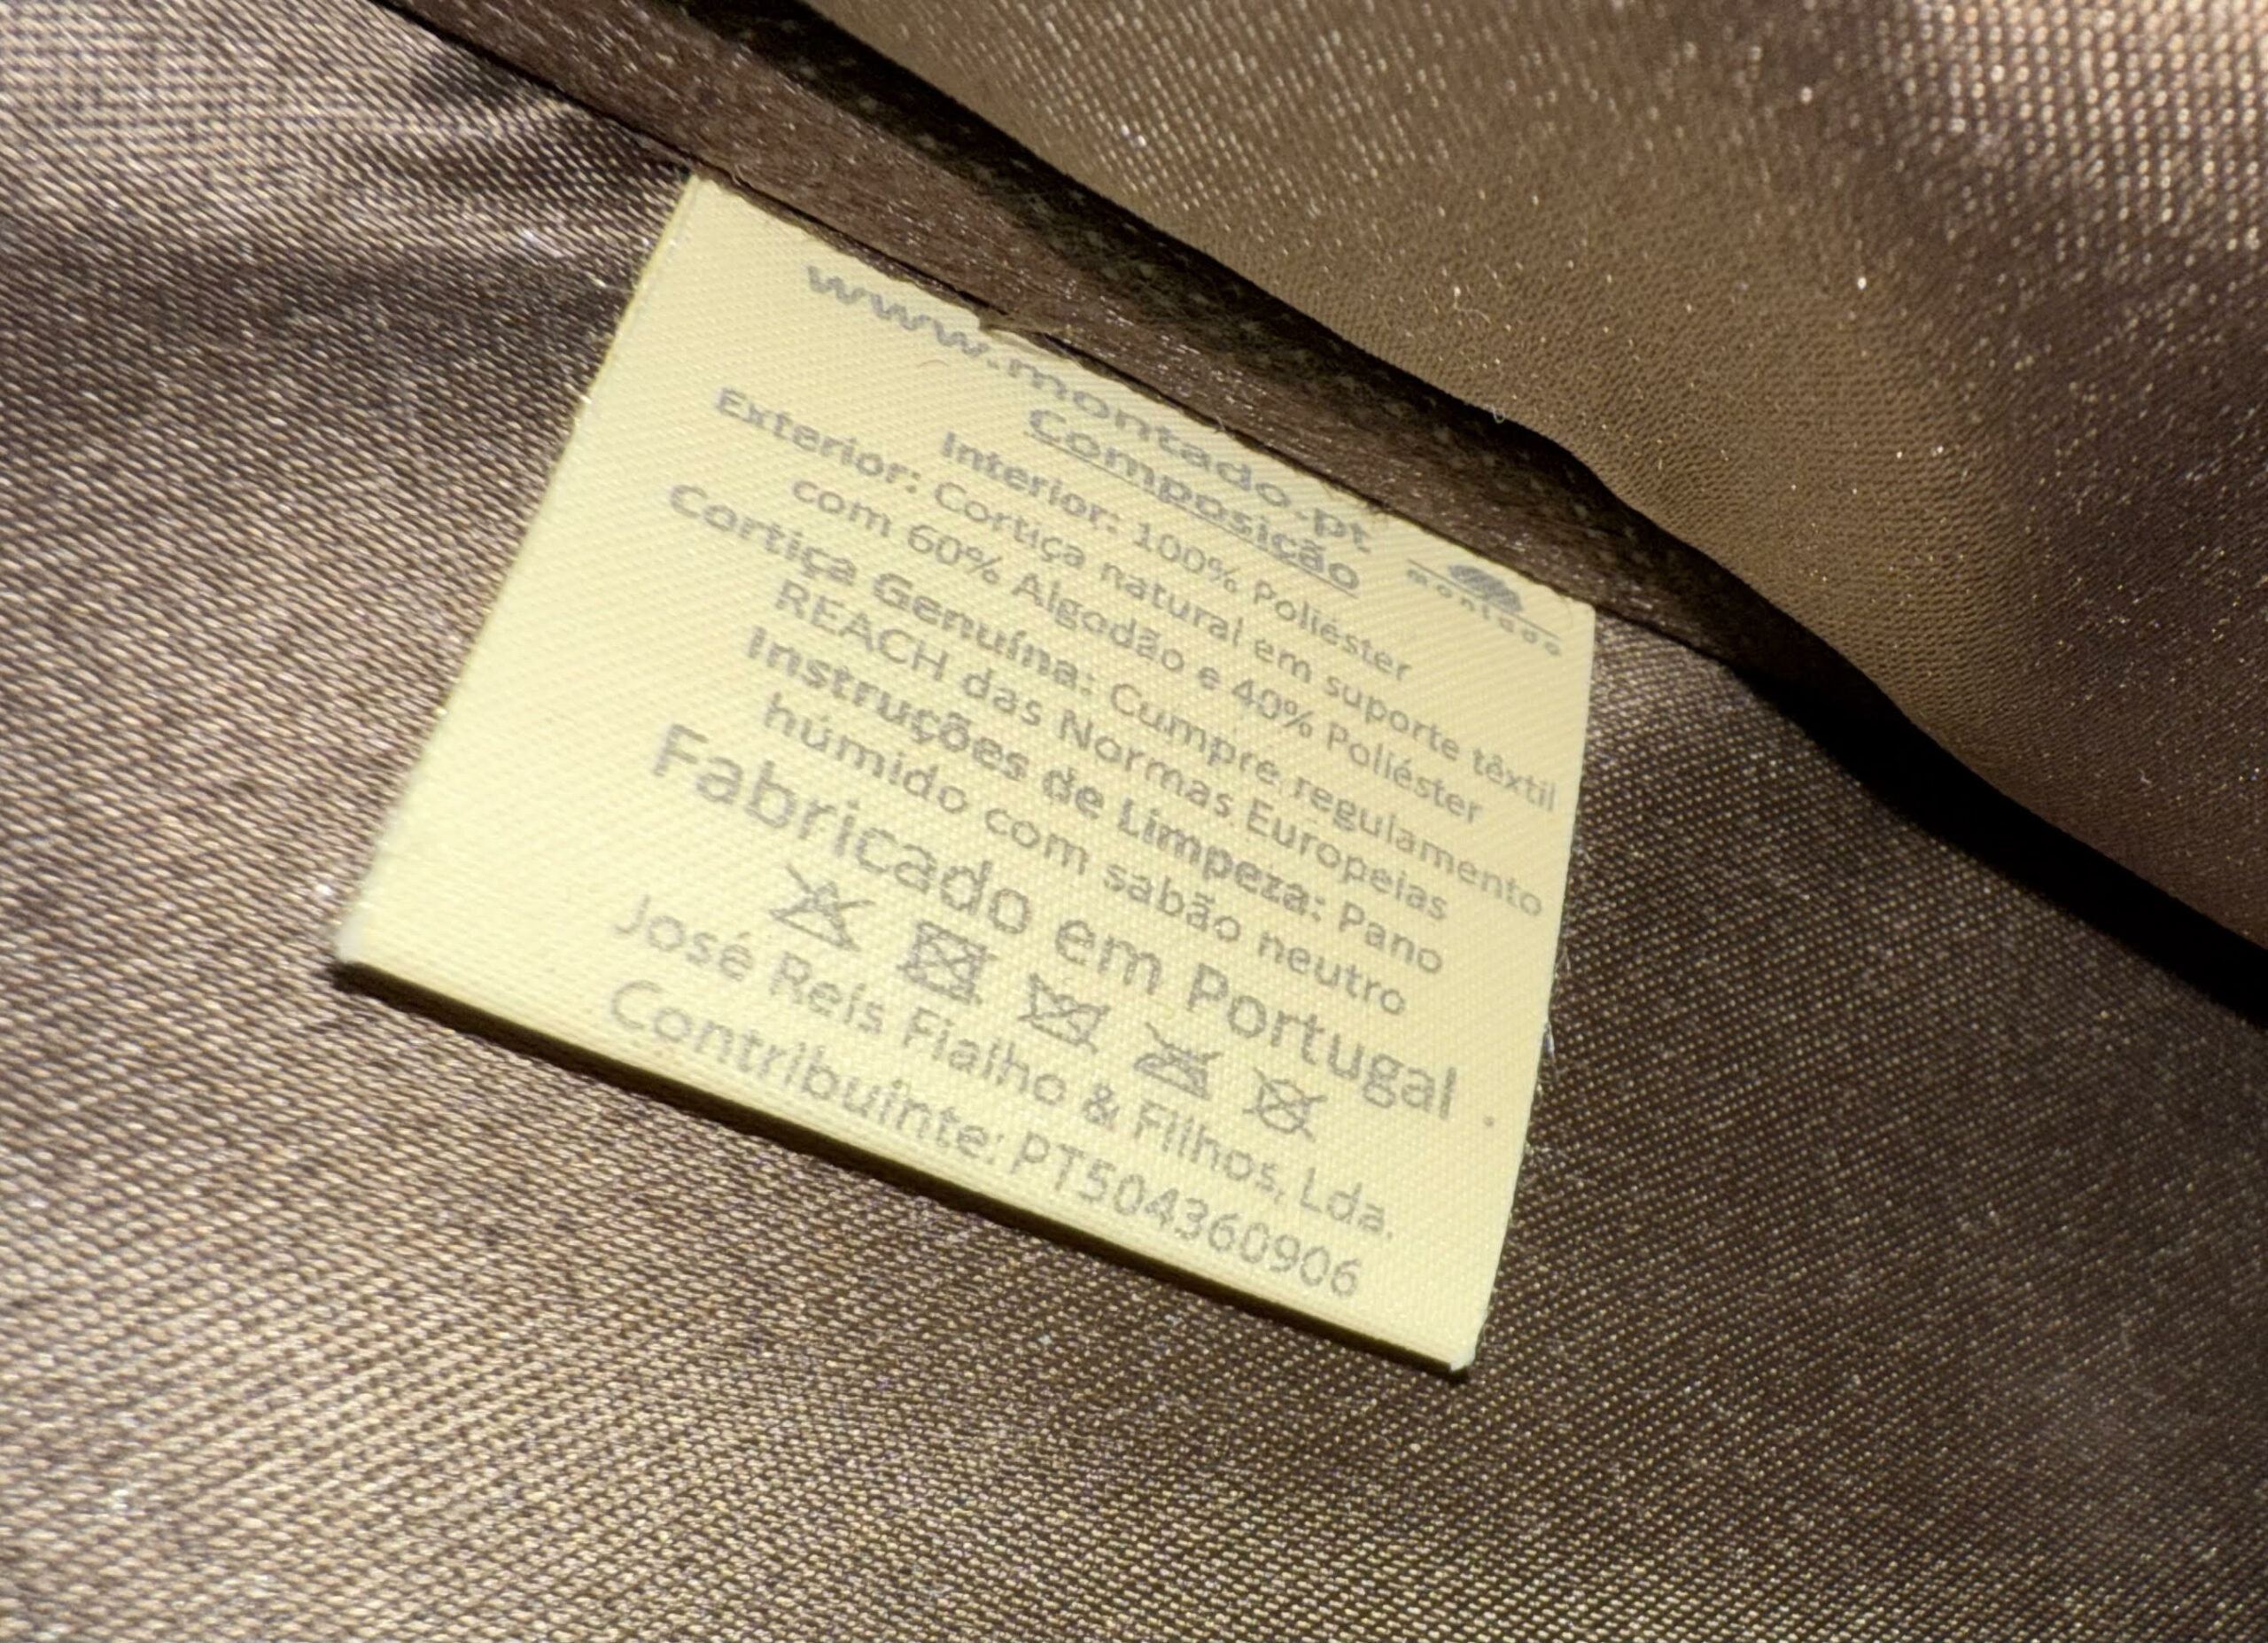 www.montado.pt
montado
Composição
Interior: 100% Poliéster
Exterior: Cortiça natural em suporte têxtil
com 60% Algodão e 40% Poliéster
Cortiça Genuína: Cumpre regulamento
REACH das Normas Europeias
Instruções de Limpeza: Pano
húmido com sabão neutro
Fabricado em Portugal
José Reis Fialho & Filhos, Lda.
Contribuinte: PT504360906